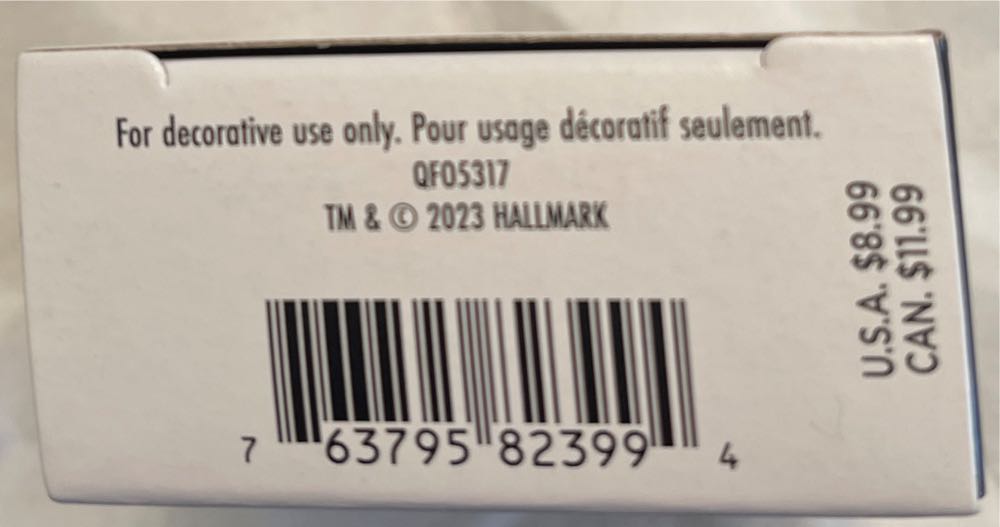 For decorative use only. Pour usage décoratif seulement.
QFO5317
TM & © 2023 HALLMARK
U.S.A. $8.99
CAN. $11.99
7 63795 82399 4